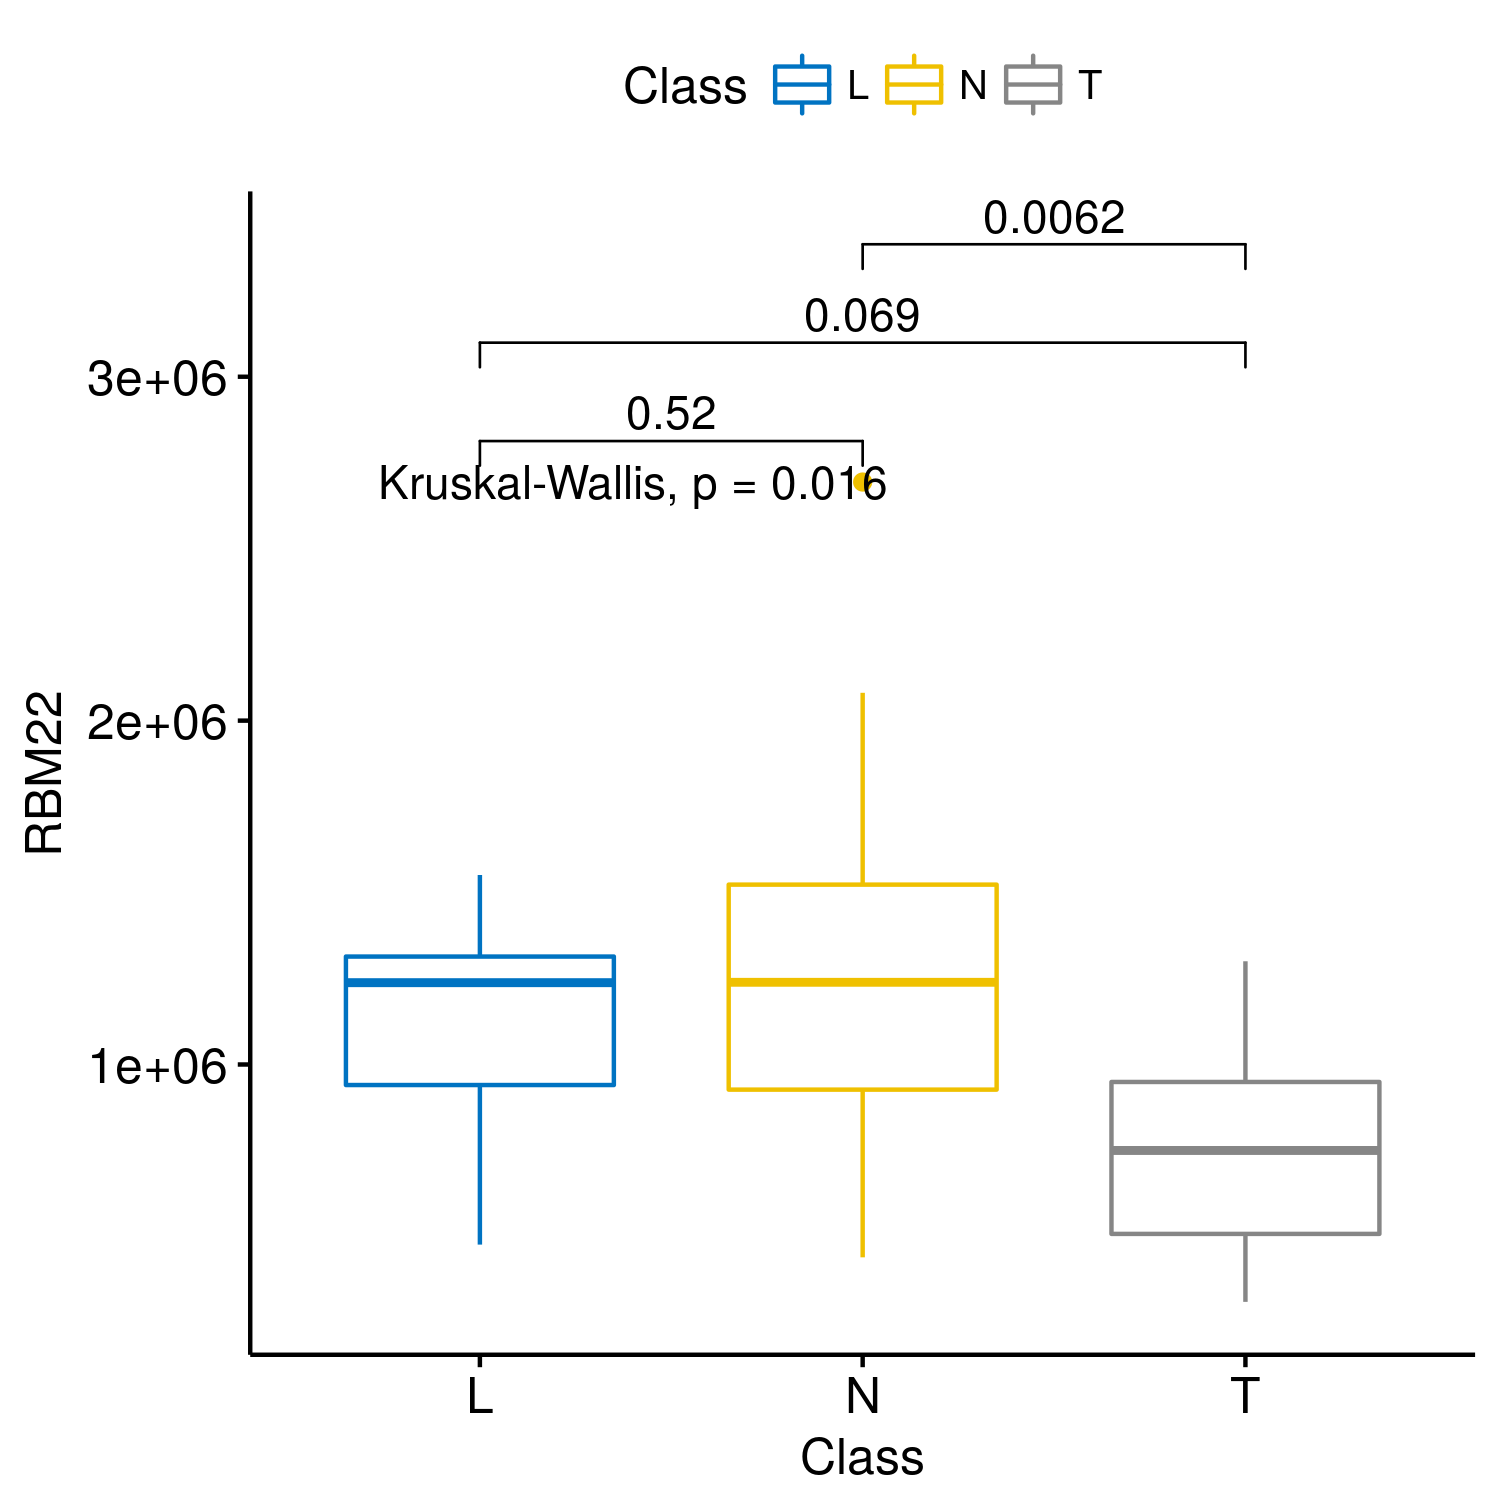 Class L N T
0.0062
0.069
3e+06
0.52
Kruskal-Wallis, p = 0.016
2e+06
RBM22
1e+06
L N T
Class